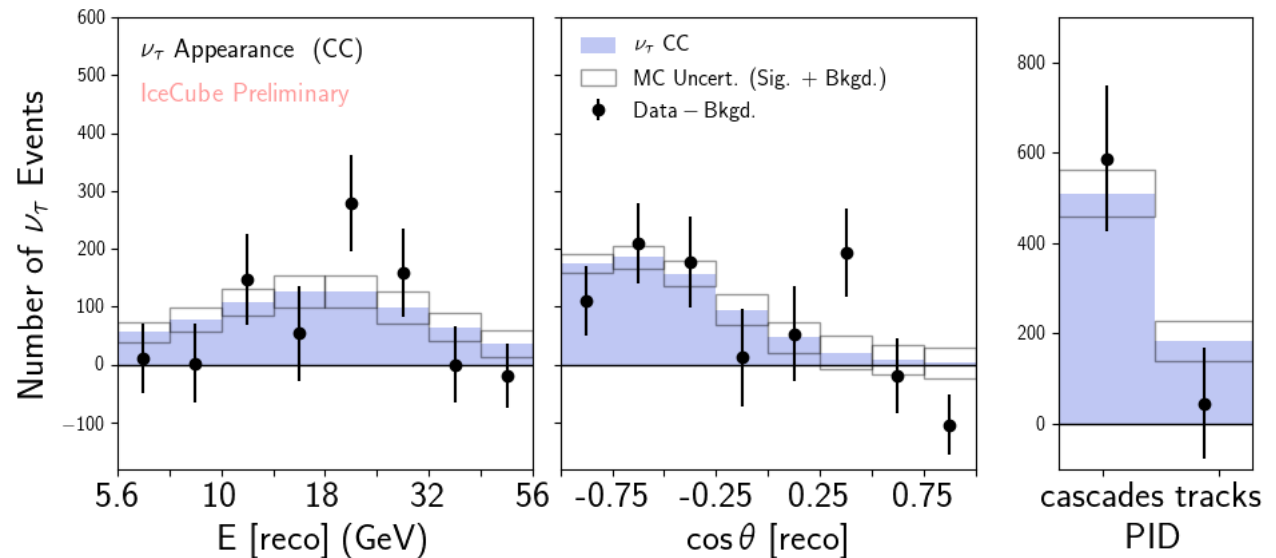 Number of ν_τ Events
600
500
400
300
200
100
0
−100
ν_τ Appearance (CC)
IceCube Preliminary
5.6 10 18 32 56
E [reco] (GeV)
ν_τ CC
MC Uncert. (Sig. + Bkgd.)
Data − Bkgd.
-0.75 -0.25 0.25 0.75
cos θ [reco]
800
600
400
200
0
cascades tracks
PID